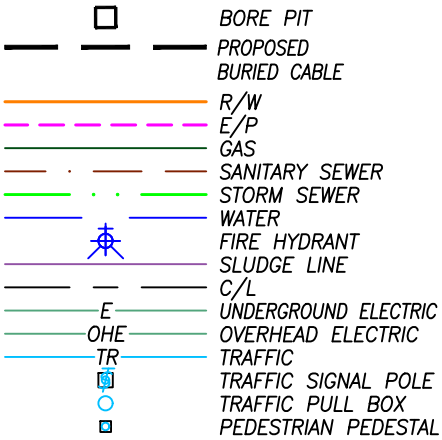 BORE PIT
PROPOSED
BURIED CABLE
R/W
E/P
GAS
SANITARY SEWER
STORM SEWER
WATER
FIRE HYDRANT
SLUDGE LINE
C/L
E UNDERGROUND ELECTRIC
OHE OVERHEAD ELECTRIC
TR TRAFFIC
TRAFFIC SIGNAL POLE
TRAFFIC PULL BOX
PEDESTRIAN PEDESTAL